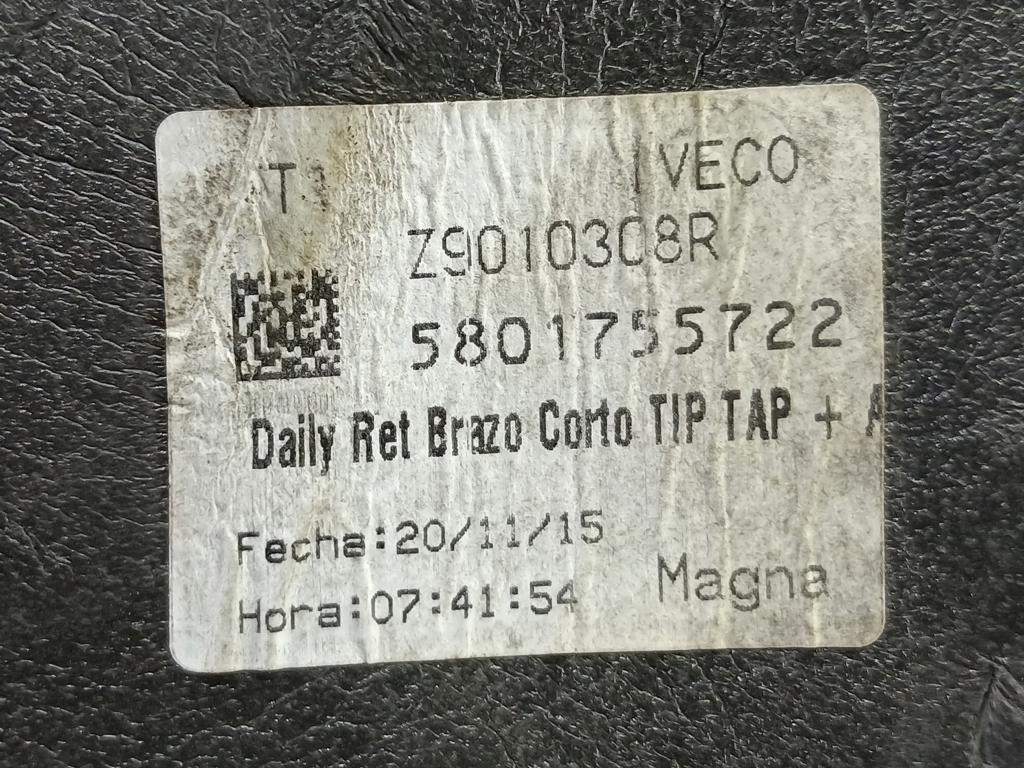 IVECO
Z9010308R
5801755722
Daily Ret Brazo Corto TIP TAP + A
Fecha:20/11/15
Hora:07:41:54
Magna